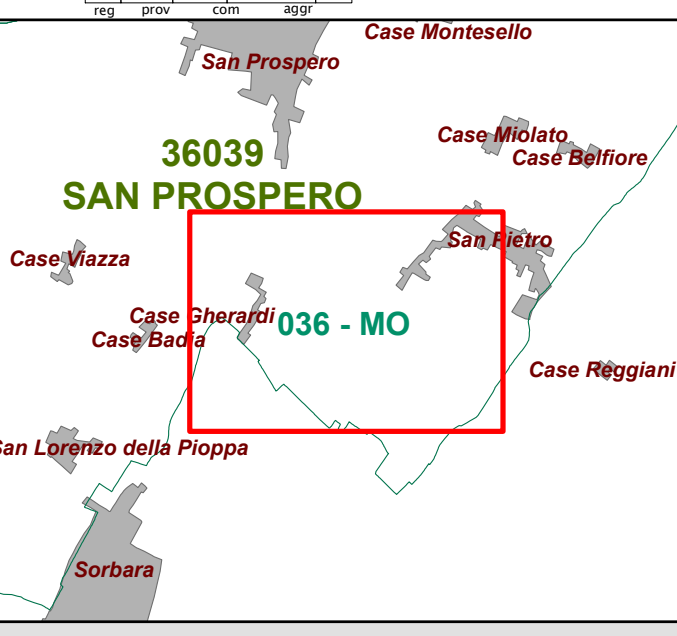 reg prov com aggr
Case Montesello
San Prospero
Case Miolato
Case Belfiore
36039
SAN PROSPERO
San Pietro
Case Viazza
Case Gherardi
036 - MO
Case Badia
Case Reggiani
San Lorenzo della Pioppa
Sorbara